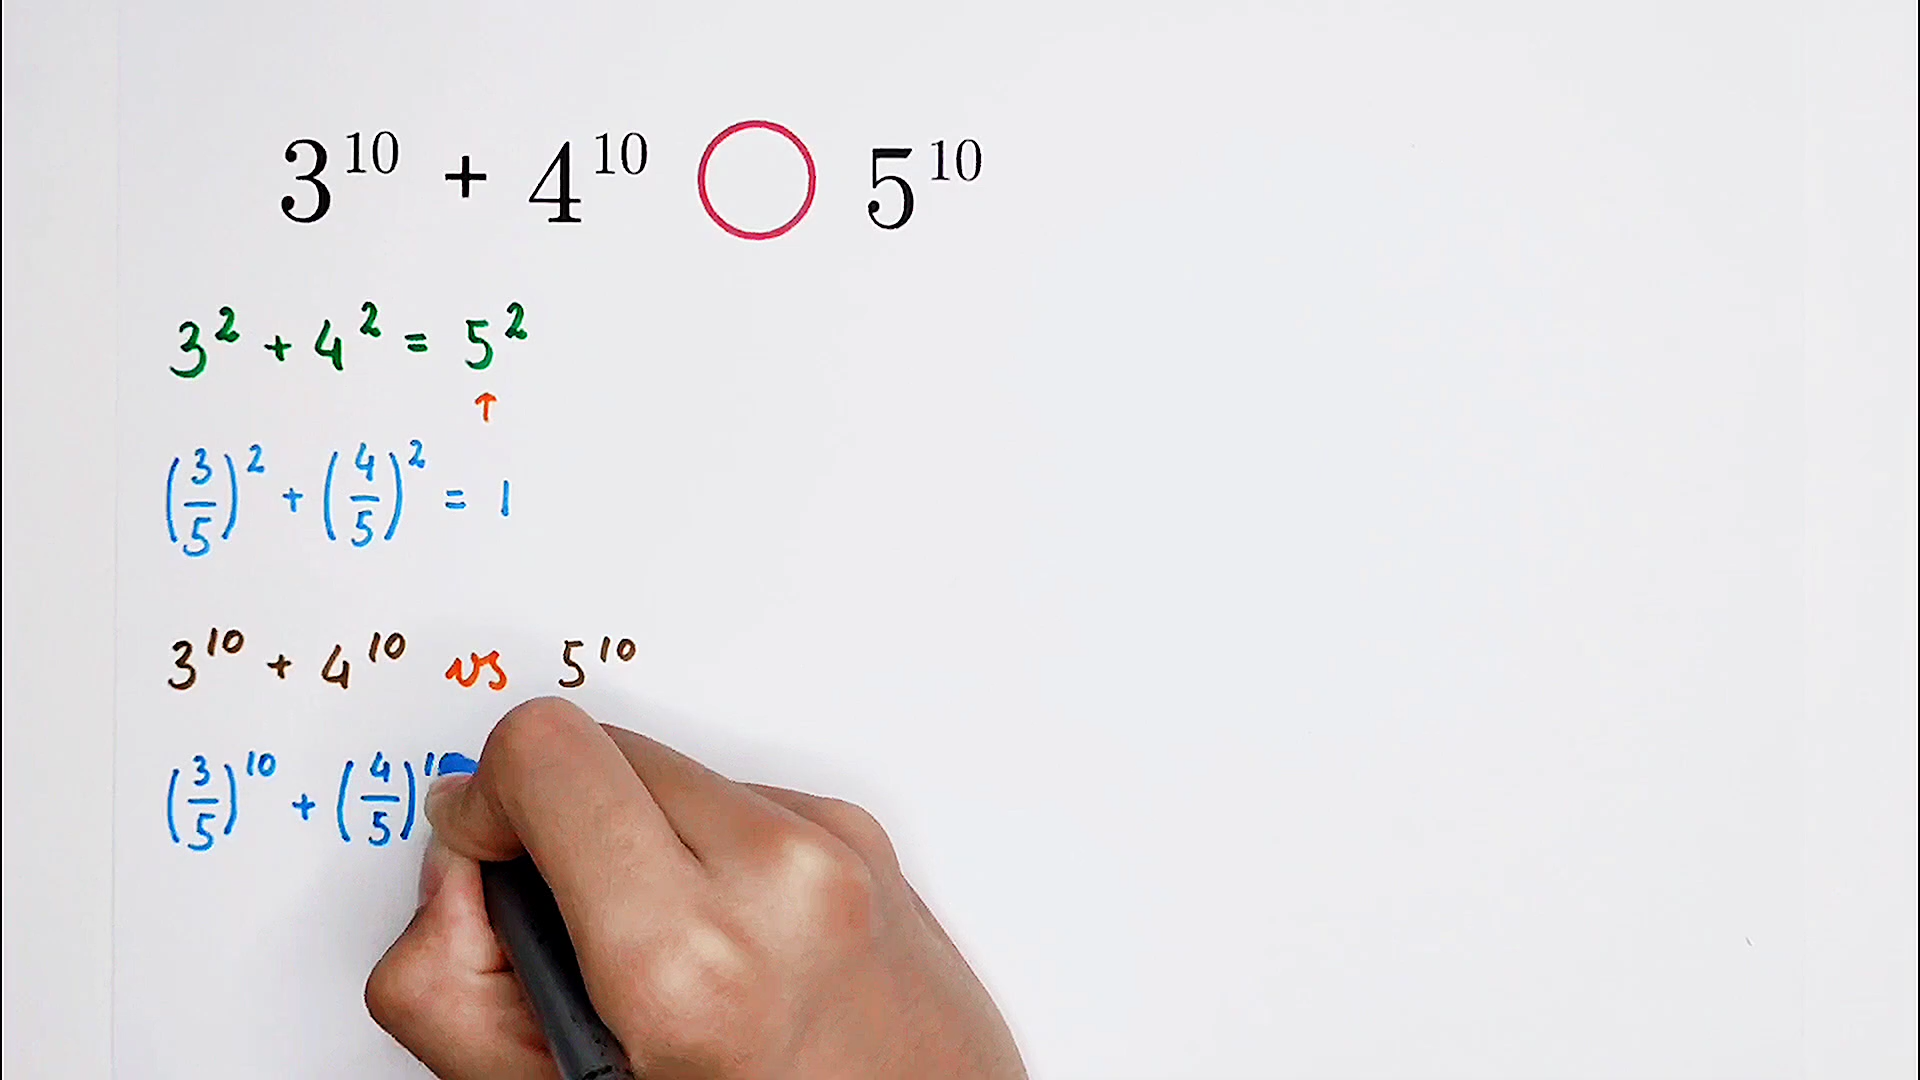 3^10 + 4^10 ◯ 5^10
3^2 + 4^2 = 5^2
↑
(3/5)^2 + (4/5)^2 = 1
3^10 + 4^10 vs 5^10
(3/5)^10 + (4/5)^1